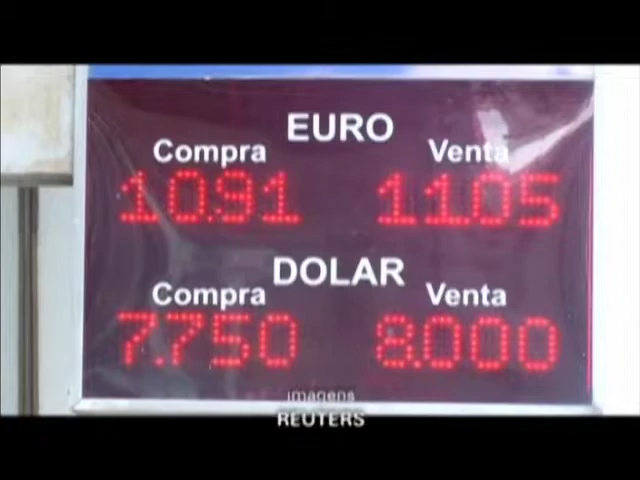 EURO
Compra Venta
10.91 11.05
DOLAR
Compra Venta
7.750 8.000
imagens
REUTERS